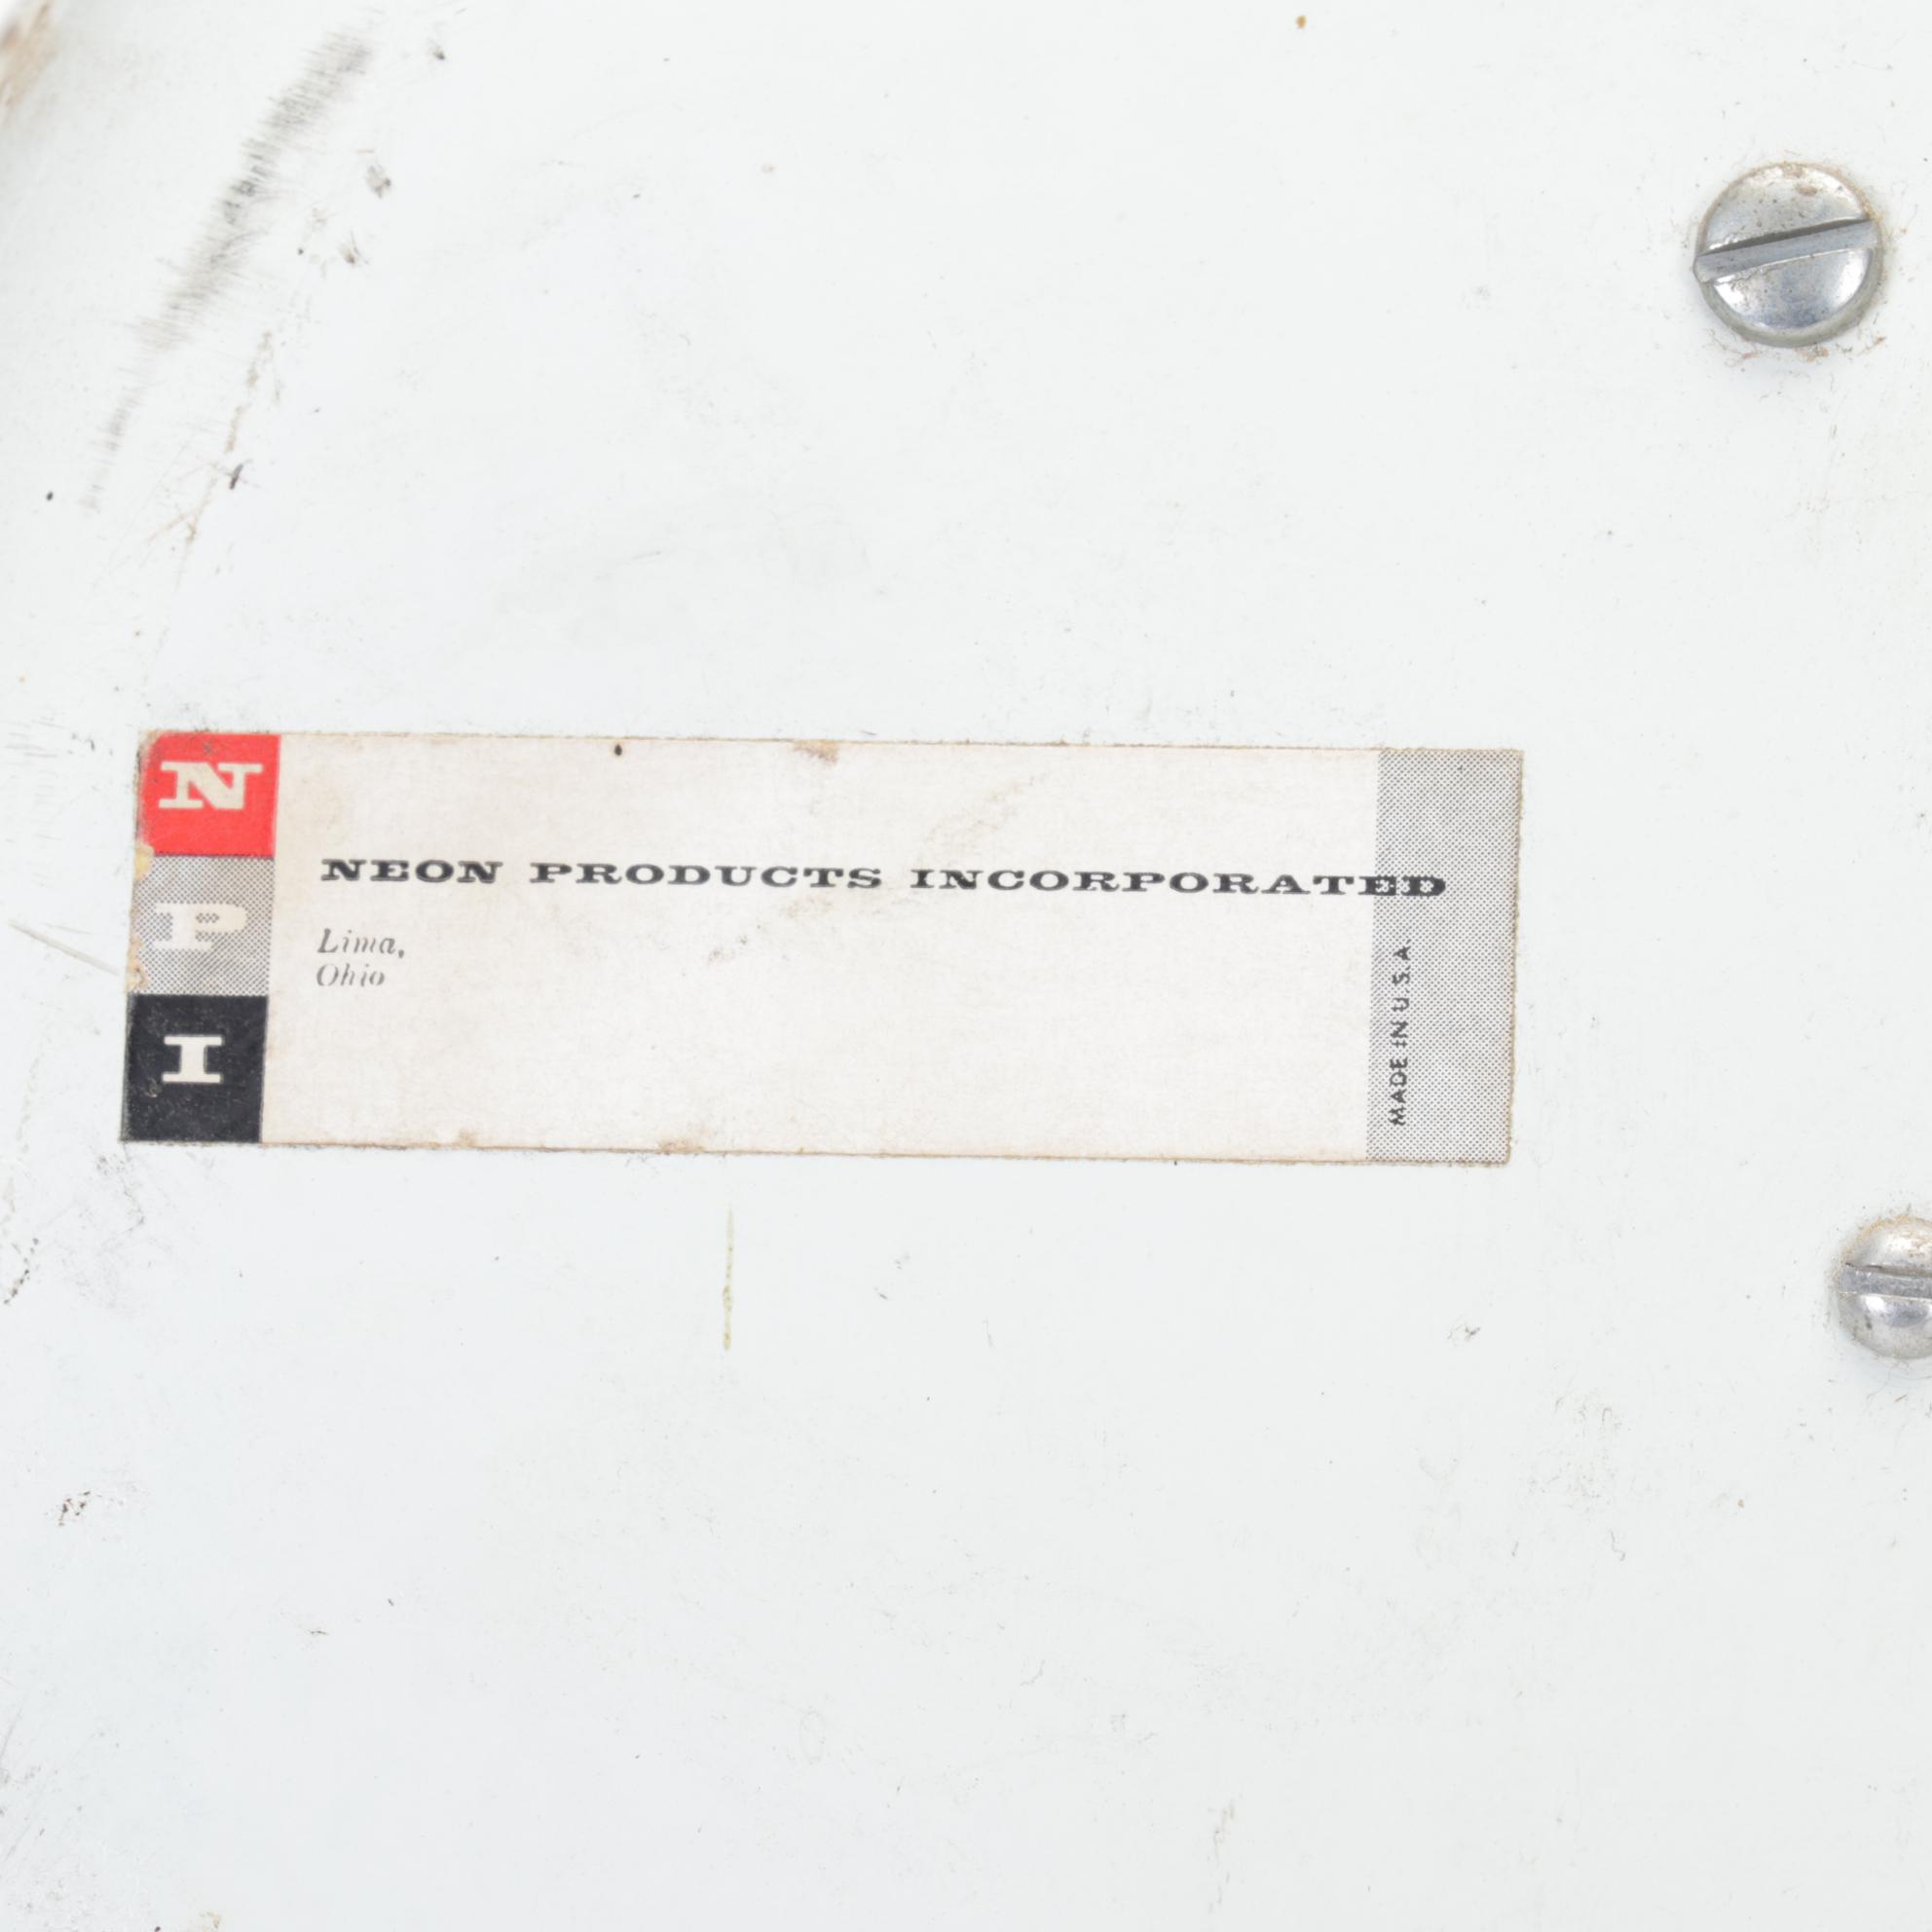 N
P
I
NEON PRODUCTS INCORPORATED
Lima,
Ohio
MADE IN U.S.A